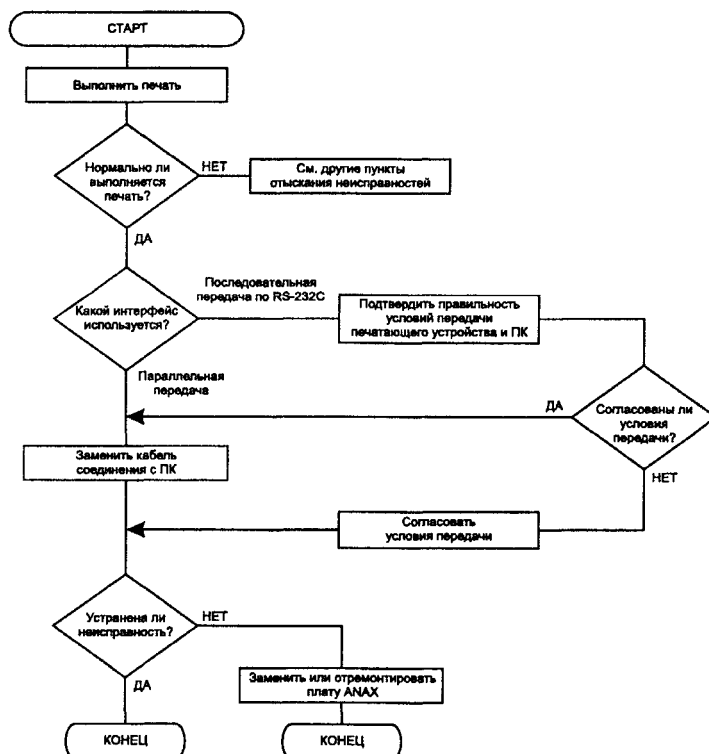 СТАРТ
Выполнить печать
Нормально ли
выполняется
печать?
НЕТ
См. другие пункты
отыскания неисправностей
ДА
Какой интерфейс
используется?
Последовательная
передача по RS-232C
Подтвердить правильность
условий передачи
печатающего устройства и ПК
Параллельная
передача
ДА
Согласованы ли
условия
передачи?
Заменить кабель
соединения с ПК
НЕТ
Согласовать
условия передачи
Устранена ли
неисправность?
НЕТ
ДА
Заменить или отремонтировать
плату ANAX
КОНЕЦ
КОНЕЦ